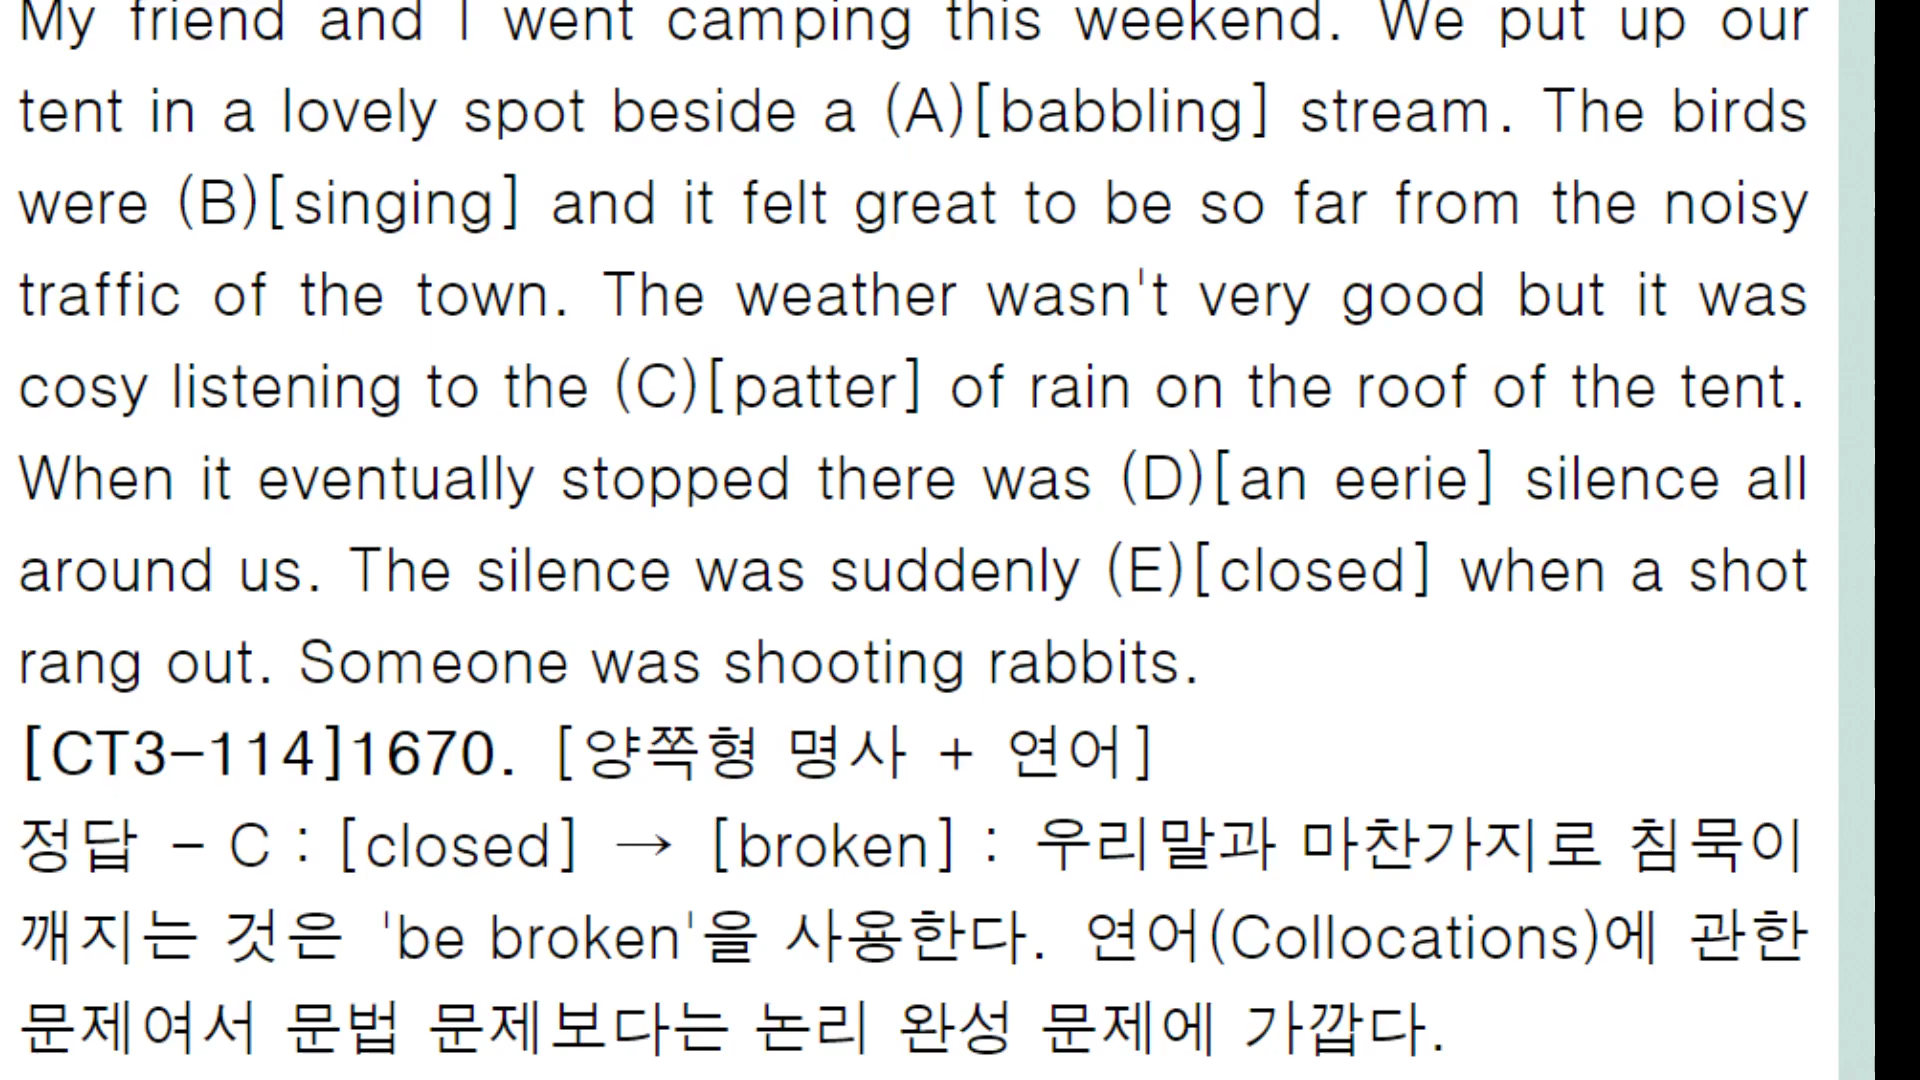 My friend and I went camping this weekend. We put up our
tent in a lovely spot beside a (A)[babbling] stream. The birds
were (B)[singing] and it felt great to be so far from the noisy
traffic of the town. The weather wasn't very good but it was
cosy listening to the (C)[patter] of rain on the roof of the tent.
When it eventually stopped there was (D)[an eerie] silence all
around us. The silence was suddenly (E)[closed] when a shot
rang out. Someone was shooting rabbits.
[CT3-114]1670. [양쪽형 명사 + 연어]
정답 - C : [closed] → [broken] : 우리말과 마찬가지로 침묵이
깨지는 것은 'be broken'을 사용한다. 연어(Collocations)에 관한
문제여서 문법 문제보다는 논리 완성 문제에 가깝다.